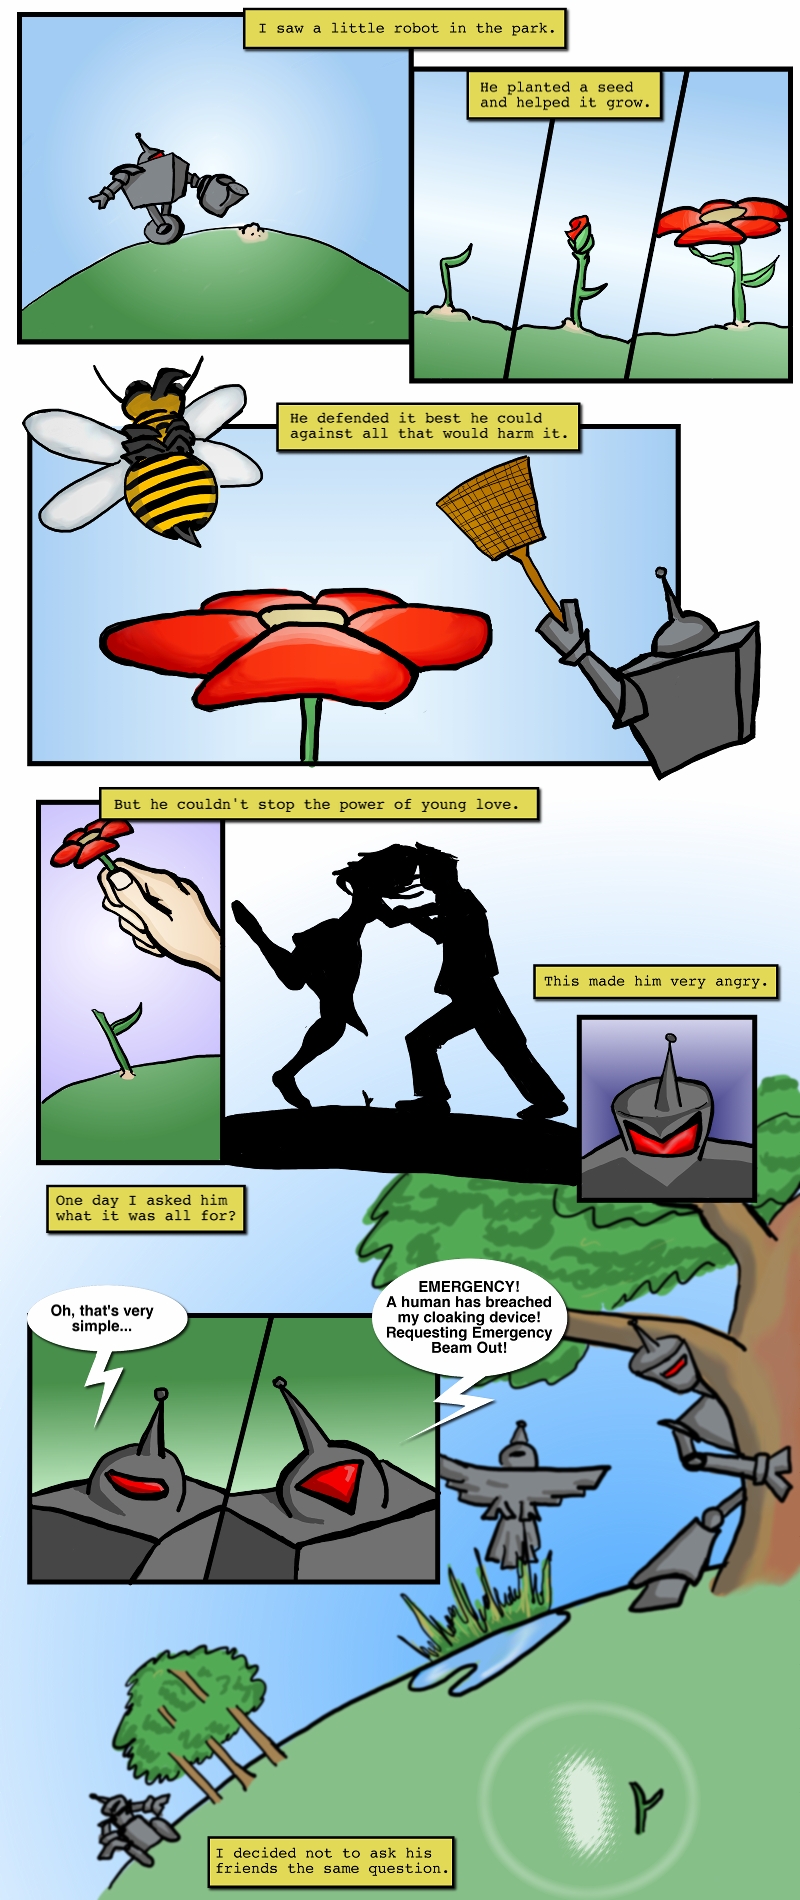 I saw a little robot in the park.
He planted a seed
and helped it grow.
He defended it best he could
against all that would harm it.
But he couldn't stop the power of young love.
This made him very angry.
One day I asked him
what it was all for?
Oh, that's very
simple...
EMERGENCY!
A human has breached
my cloaking device!
Requesting Emergency
Beam Out!
I decided not to ask his
friends the same question.